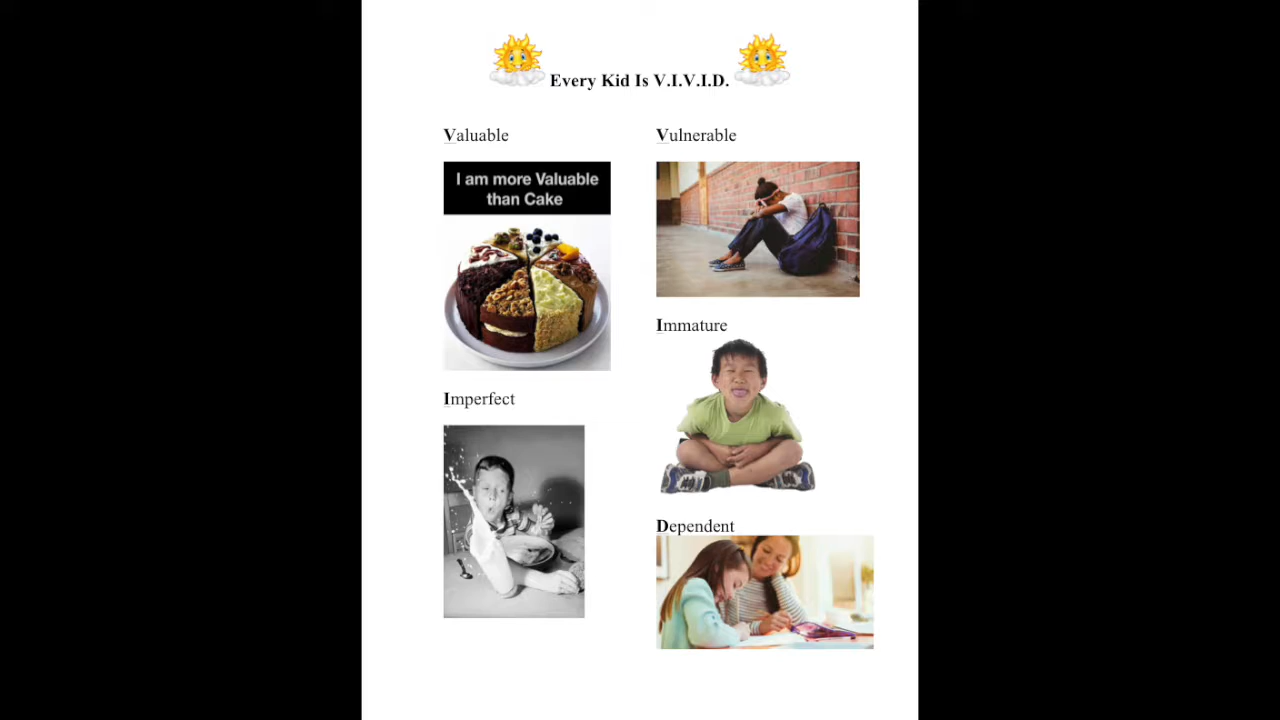 Every Kid Is V.I.V.I.D.
Valuable
I am more Valuable
than Cake
Imperfect
Vulnerable
Immature
Dependent